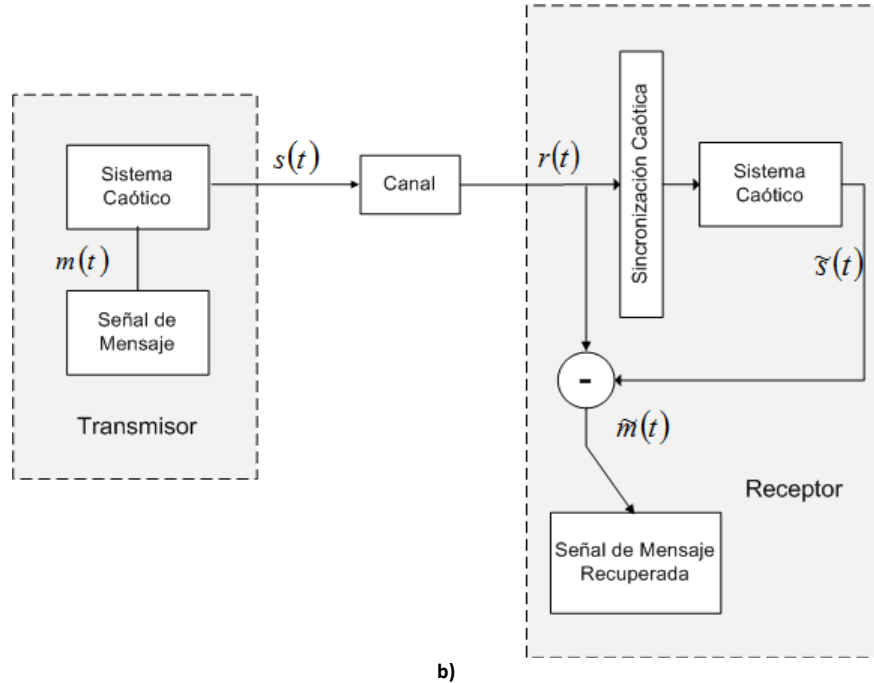 Sistema
Caótico
m(t)
Señal de
Mensaje
Transmisor
s(t)
Canal
r(t)
Sincronización Caótica
Sistema
Caótico
s̃(t)
-
m̃(t)
Receptor
Señal de Mensaje
Recuperada
b)